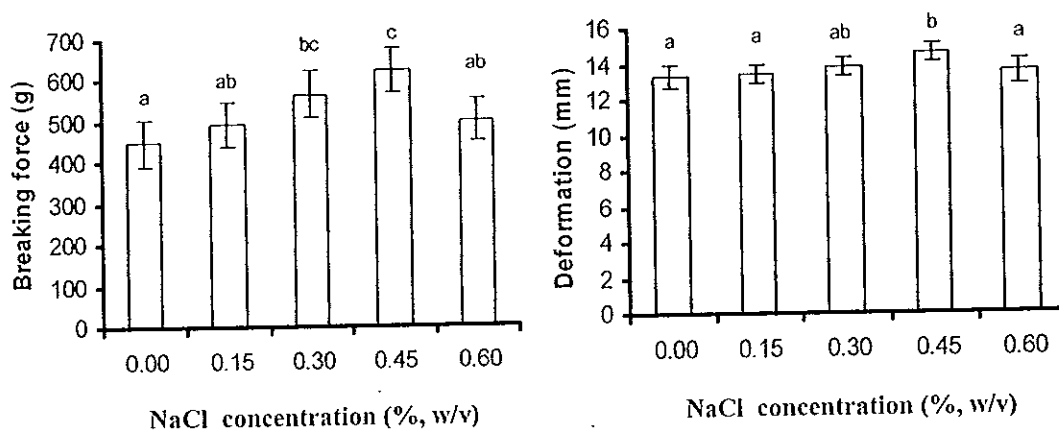 Breaking force (g)
700
600
500
400
300
200
100
0
a
ab
bc
c
ab
0.00 0.15 0.30 0.45 0.60
NaCl concentration (%, w/v)
Deformation (mm)
16
14
12
10
8
6
4
2
0
a
a
ab
b
a
0.00 0.15 0.30 0.45 0.60
NaCl concentration (%, w/v)